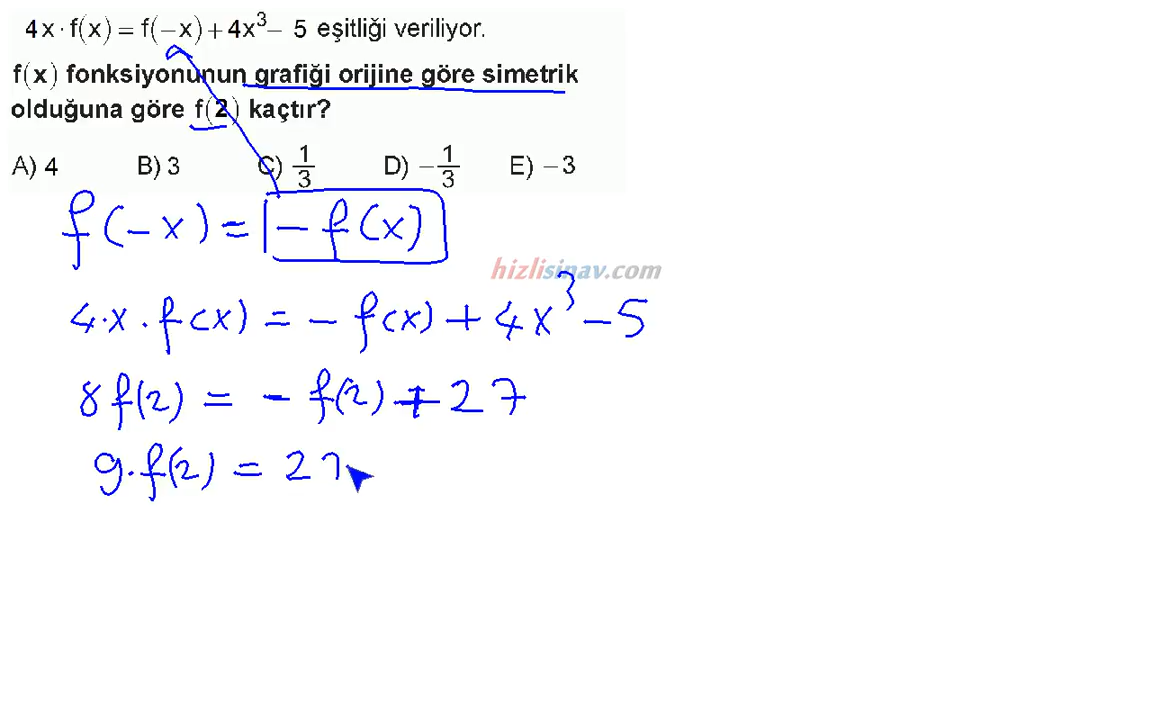 4x·f(x) = f(−x) + 4x³ − 5 eşitliği veriliyor.
f(x) fonksiyonunun grafiği orijine göre simetrik
olduğuna göre f(2) kaçtır?
A) 4 B) 3 C) 1/3 D) −1/3 E) −3
f(−x) = −f(x)
hizlisinav.com
4·x·f(x) = −f(x) + 4x³ − 5
8f(2) = −f(2) + 27
9·f(2) = 27